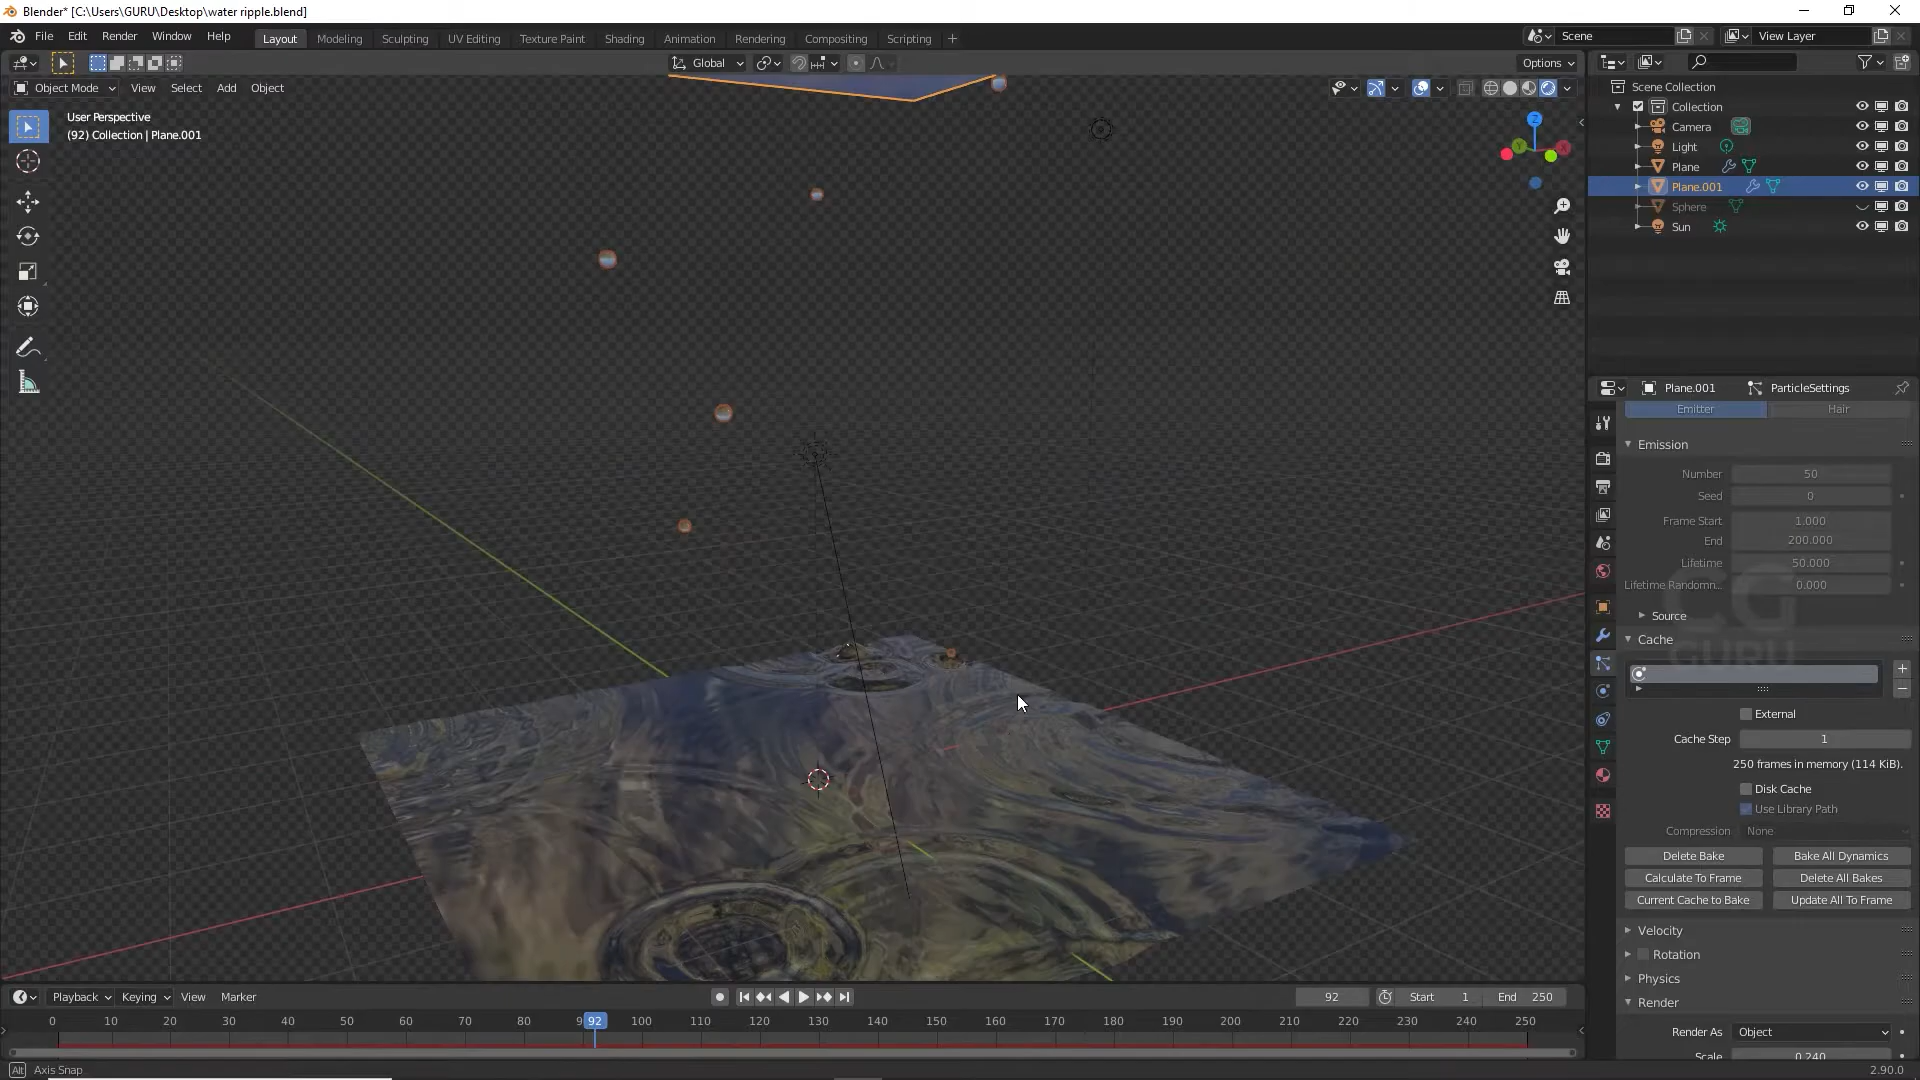 Blender* [C:\Users\GURU\Desktop\water ripple.blend]
File Edit Render Window Help Layout Modeling Sculpting UV Editing Texture Paint Shading Animation Rendering Compositing Scripting Scene View Layer
Global Options
Object Mode View Select Add Object
User Perspective
(92) Collection | Plane.001
Z
Y
X
Scene Collection
Collection
Camera
Light
Plane
Plane.001
Sphere
Sun
Plane.001 ParticleSettings
Emitter Hair
Emission
Number 50
Seed 0
Frame Start 1.000
End 200.000
Lifetime 50.000
Lifetime Randomn.. 0.000
Source
CG
GURU
Cache
External
Cache Step 1
250 frames in memory (114 KiB).
Disk Cache
Use Library Path
Compression None
Delete Bake Bake All Dynamics
Calculate To Frame Delete All Bakes
Current Cache to Bake Update All To Frame
Velocity
Rotation
Physics
Render
Render As Object
Scale 0.240
Playback Keying View Marker 92 Start 1 End 250
0 10 20 30 40 50 60 70 80 9 92 100 110 120 130 140 150 160 170 180 190 200 210 220 230 240 250
Alt Axis Snap 2.90.0